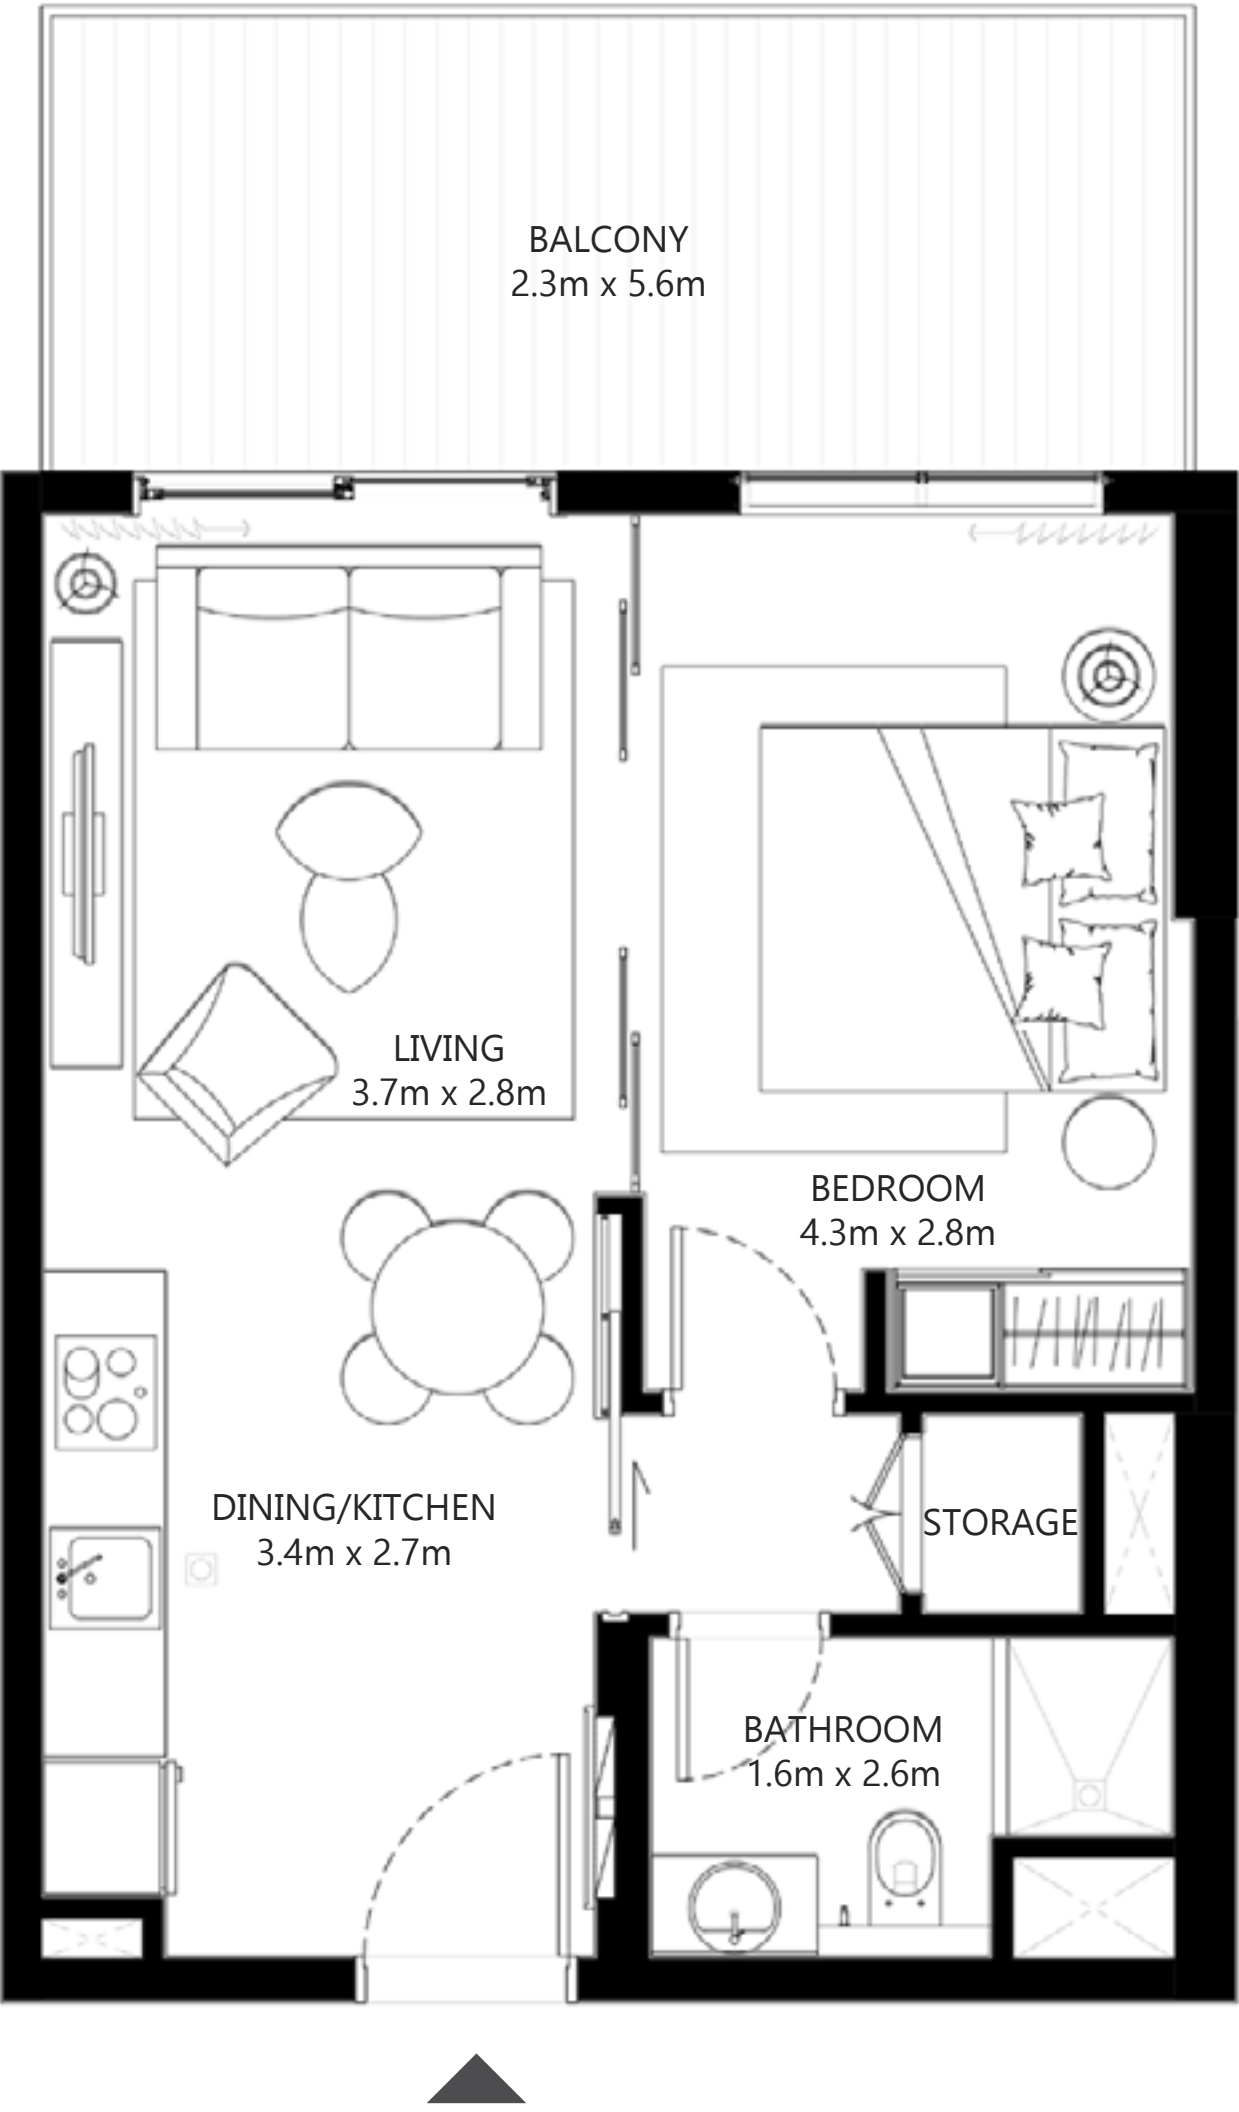 BALCONY
2.3m x 5.6m
LIVING
3.7m x 2.8m
BEDROOM
4.3m x 2.8m
DINING/KITCHEN
3.4m x 2.7m
STORAGE
BATHROOM
1.6m x 2.6m